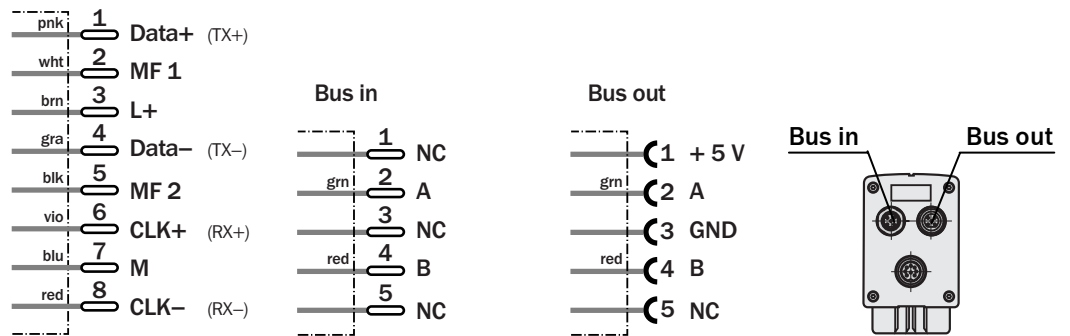 pnk 1 Data+ (TX+)
wht 2 MF 1
brn 3 L+
gra 4 Data– (TX–)
blk 5 MF 2
vio 6 CLK+ (RX+)
blu 7 M
red 8 CLK– (RX–)
Bus in
1 NC
grn 2 A
3 NC
red 4 B
5 NC
Bus out
1 + 5 V
grn 2 A
3 GND
red 4 B
5 NC
Bus in
Bus out